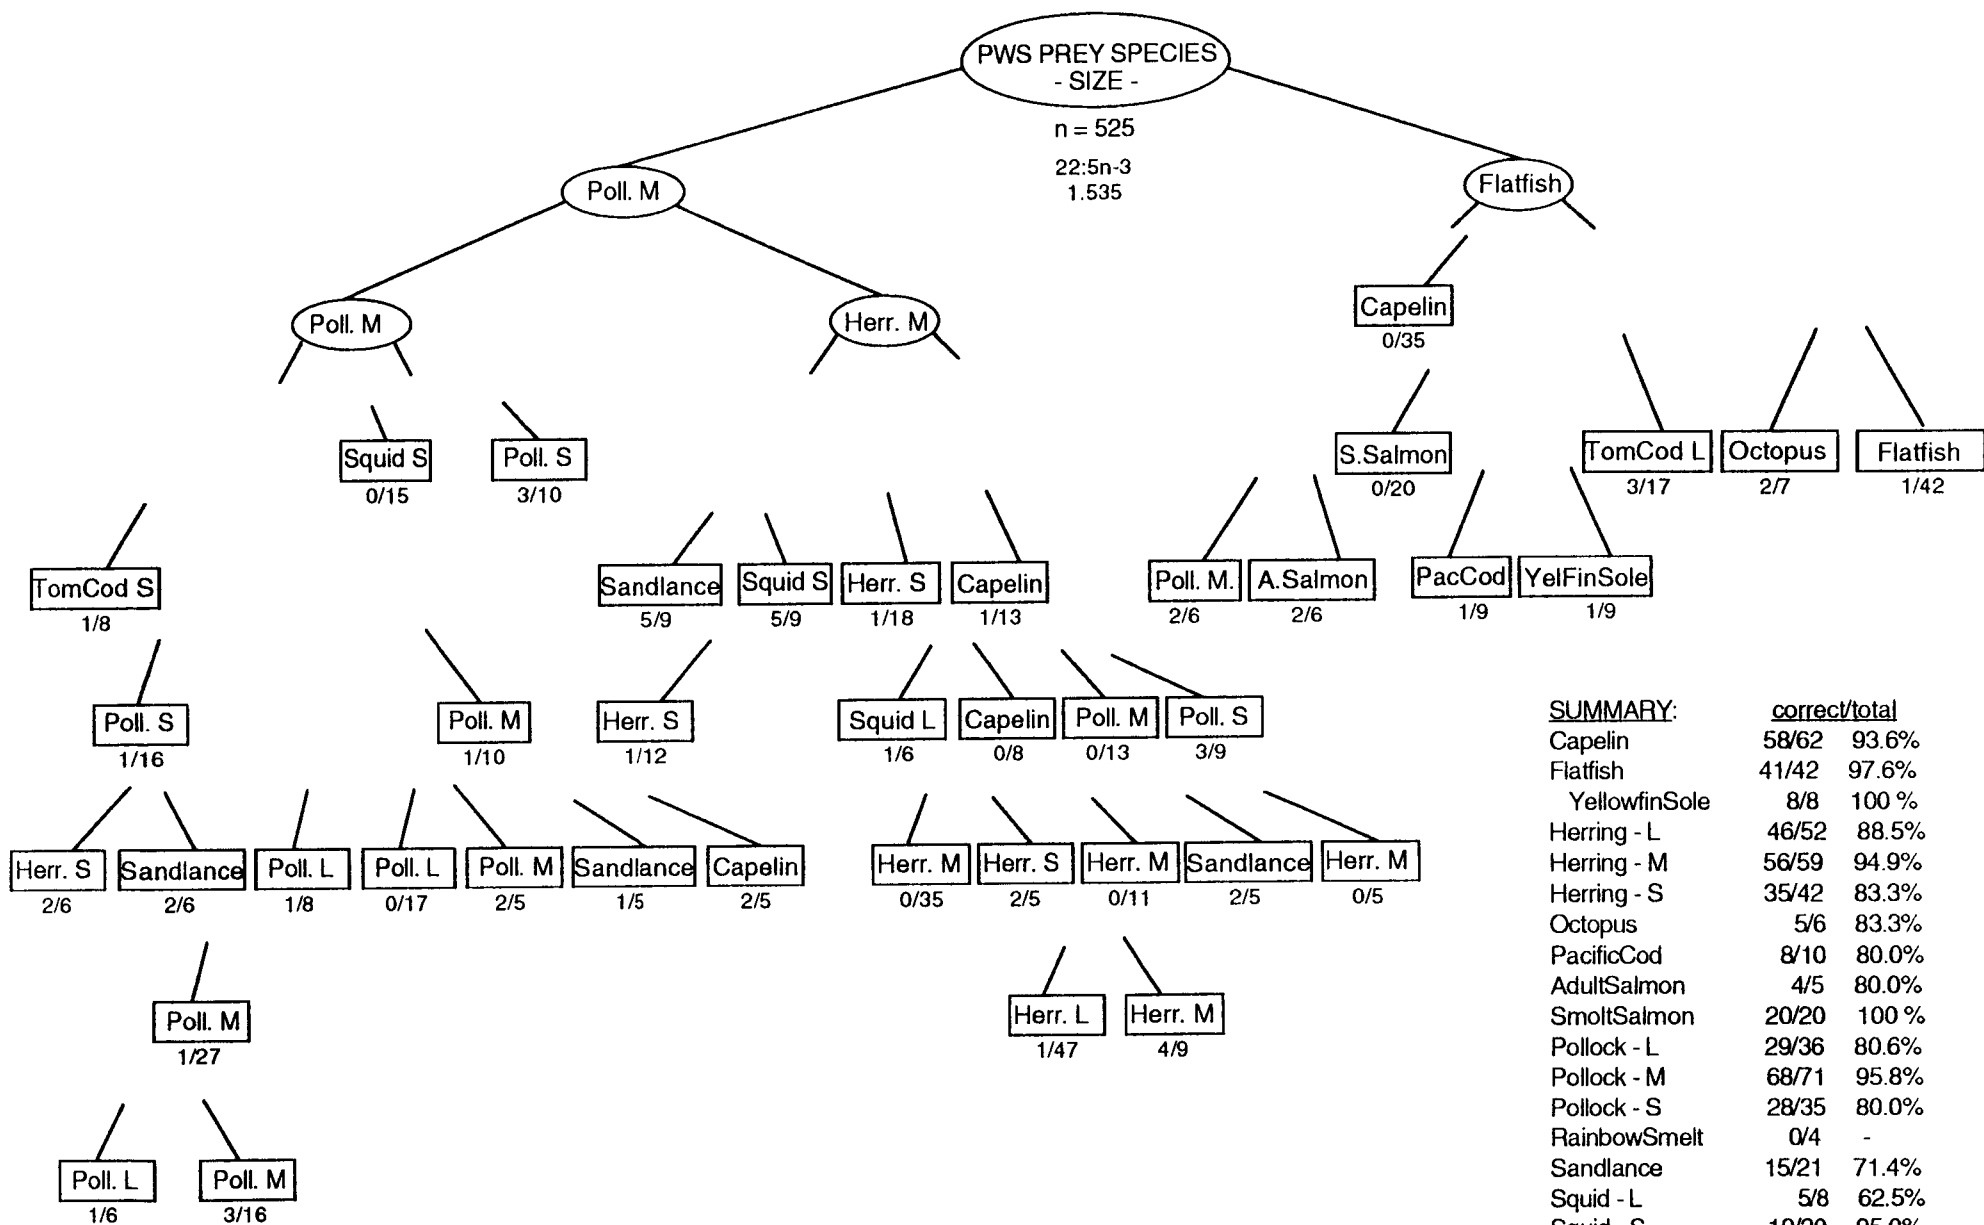 PWS PREY SPECIES
- SIZE -
n = 525
22:5n-3
1.535
Poll. M
Flatfish
Poll. M
Herr. M
Capelin
0/35
Squid S
0/15
Poll. S
3/10
S.Salmon
0/20
TomCod L
3/17
Octopus
2/7
Flatfish
1/42
TomCod S
1/8
Sandlance
5/9
Squid S
5/9
Herr. S
1/18
Capelin
1/13
Poll. M.
2/6
A.Salmon
2/6
PacCod
1/9
YelFinSole
1/9
Poll. S
1/16
Poll. M
1/10
Herr. S
1/12
Squid L
1/6
Capelin
0/8
Poll. M
0/13
Poll. S
3/9
Herr. S
2/6
Sandlance
2/6
Poll. L
1/8
Poll. L
0/17
Poll. M
2/5
Sandlance
1/5
Capelin
2/5
Herr. M
0/35
Herr. S
2/5
Herr. M
0/11
Sandlance
2/5
Herr. M
0/5
Poll. M
1/27
Herr. L
1/47
Herr. M
4/9
Poll. L
1/6
Poll. M
3/16
SUMMARY: correct/total
Capelin 58/62 93.6%
Flatfish 41/42 97.6%
YellowfinSole 8/8 100 %
Herring - L 46/52 88.5%
Herring - M 56/59 94.9%
Herring - S 35/42 83.3%
Octopus 5/6 83.3%
PacificCod 8/10 80.0%
AdultSalmon 4/5 80.0%
SmoltSalmon 20/20 100 %
Pollock - L 29/36 80.6%
Pollock - M 68/71 95.8%
Pollock - S 28/35 80.0%
RainbowSmelt 0/4 -
Sandlance 15/21 71.4%
Squid - L 5/8 62.5%